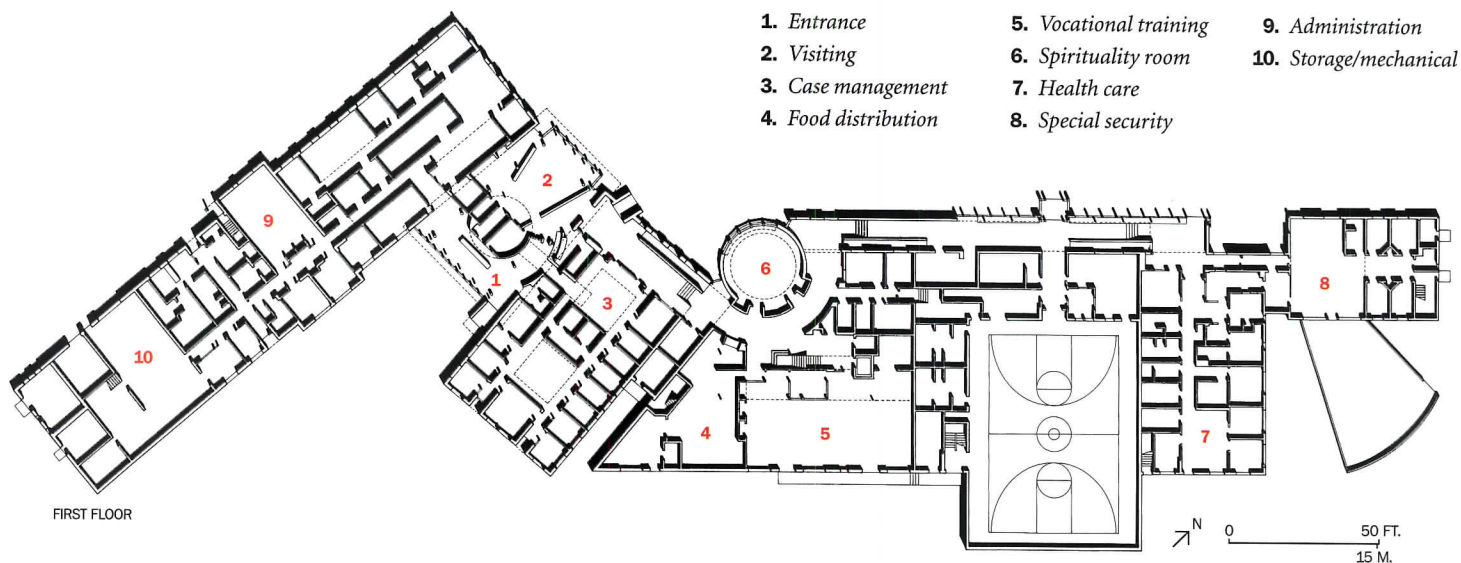 1. Entrance
2. Visiting
3. Case management
4. Food distribution
5. Vocational training
6. Spirituality room
7. Health care
8. Special security
9. Administration
10. Storage/mechanical
2
9
6
8
1
3
10
4
5
7
FIRST FLOOR
N
0 50 FT.
15 M.